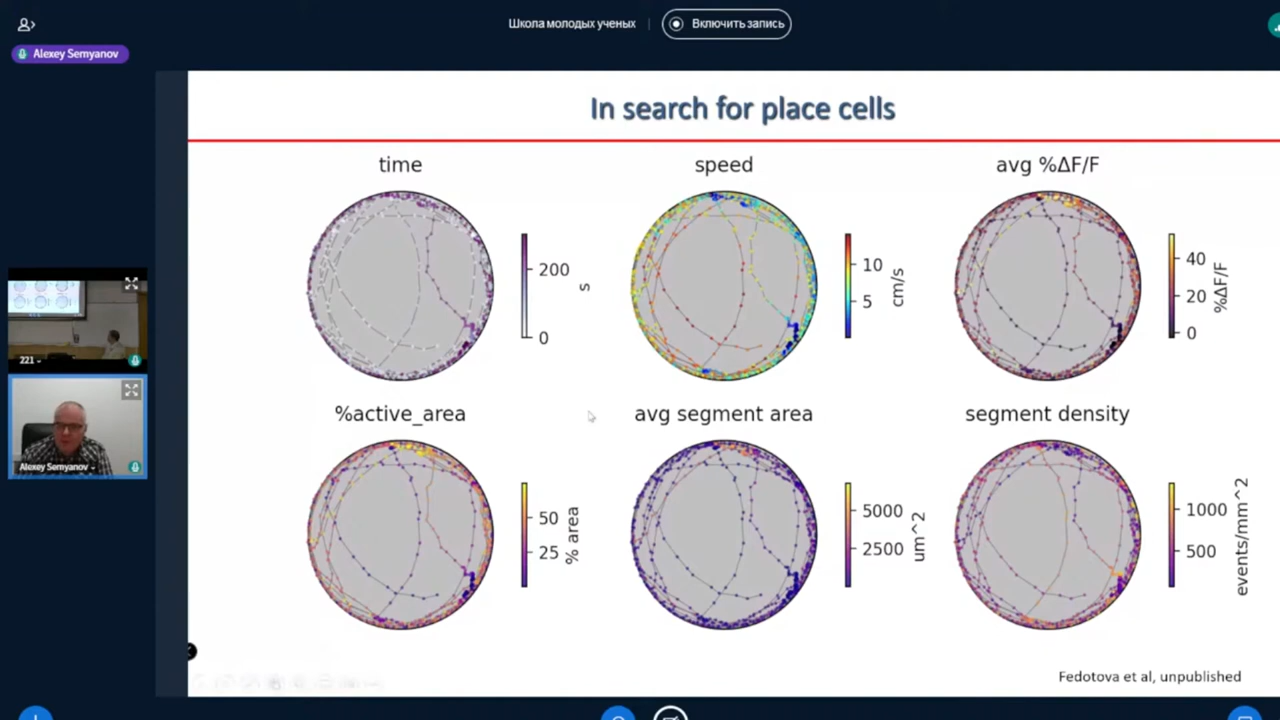 Школа молодых ученых
Включить запись
Alexey Semyanov
In search for place cells
time
speed
avg %ΔF/F
200
0
s
10
5
cm/s
40
20
0
%ΔF/F
221
Alexey Semyanov
%active_area
avg segment area
segment density
50
25
% area
5000
2500
um^2
1000
500
events/mm^2
Fedotova et al, unpublished